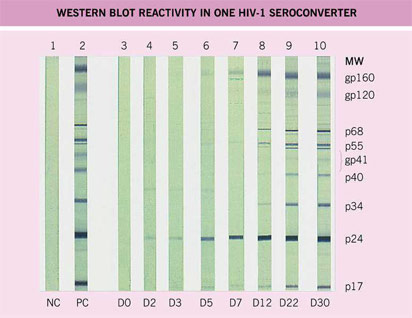 WESTERN BLOT REACTIVITY IN ONE HIV-1 SEROCONVERTER
1 2 3 4 5 6 7 8 9 10 MW
gp160
gp120
p68
p55
gp41
p40
p34
p24
p17
NC PC D0 D2 D3 D5 D7 D12 D22 D30